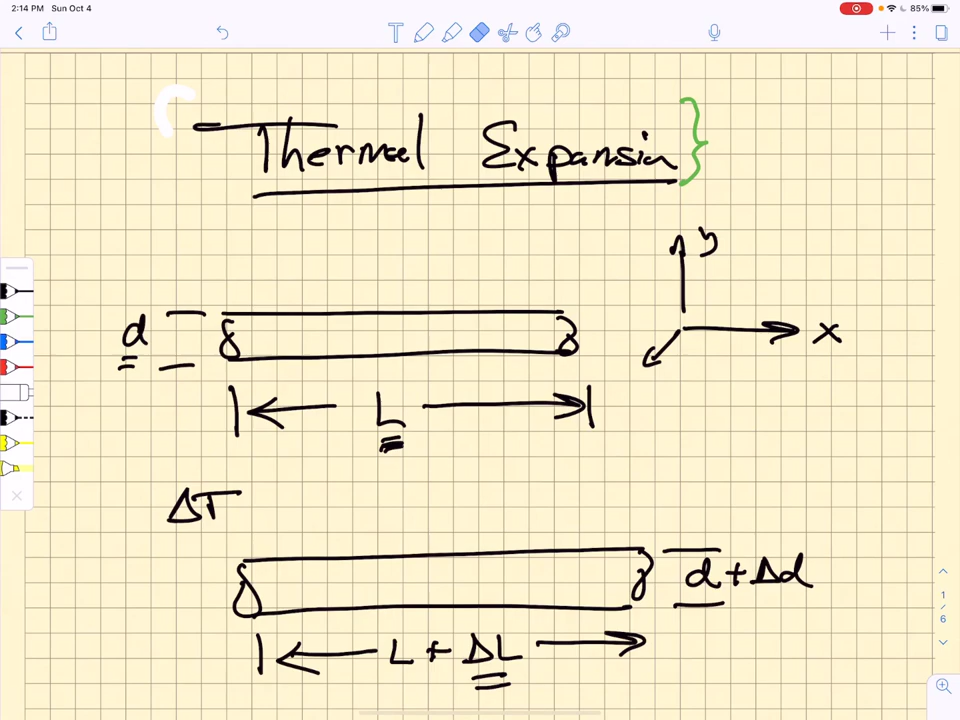 2:14 PM Sun Oct 4
85%
Thermal Expansion
y
x
d
L
ΔT
d + Δd
L + ΔL
1
/
6